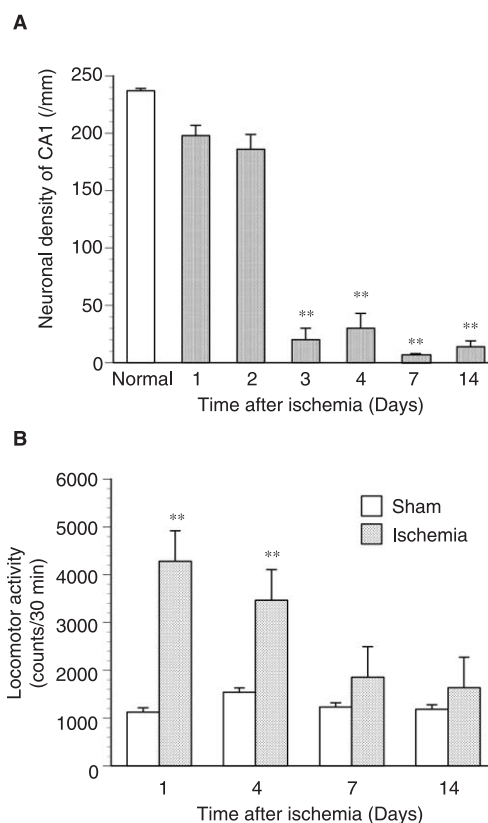 A
Neuronal density of CA1 (/mm)
250
200
150
100
50
0
**
**
**
**
Normal 1 2 3 4 7 14
Time after ischemia (Days)
B
Locomotor activity
(counts/30 min)
6000
5000
4000
3000
2000
1000
0
**
**
Sham
Ischemia
1 4 7 14
Time after ischemia (Days)